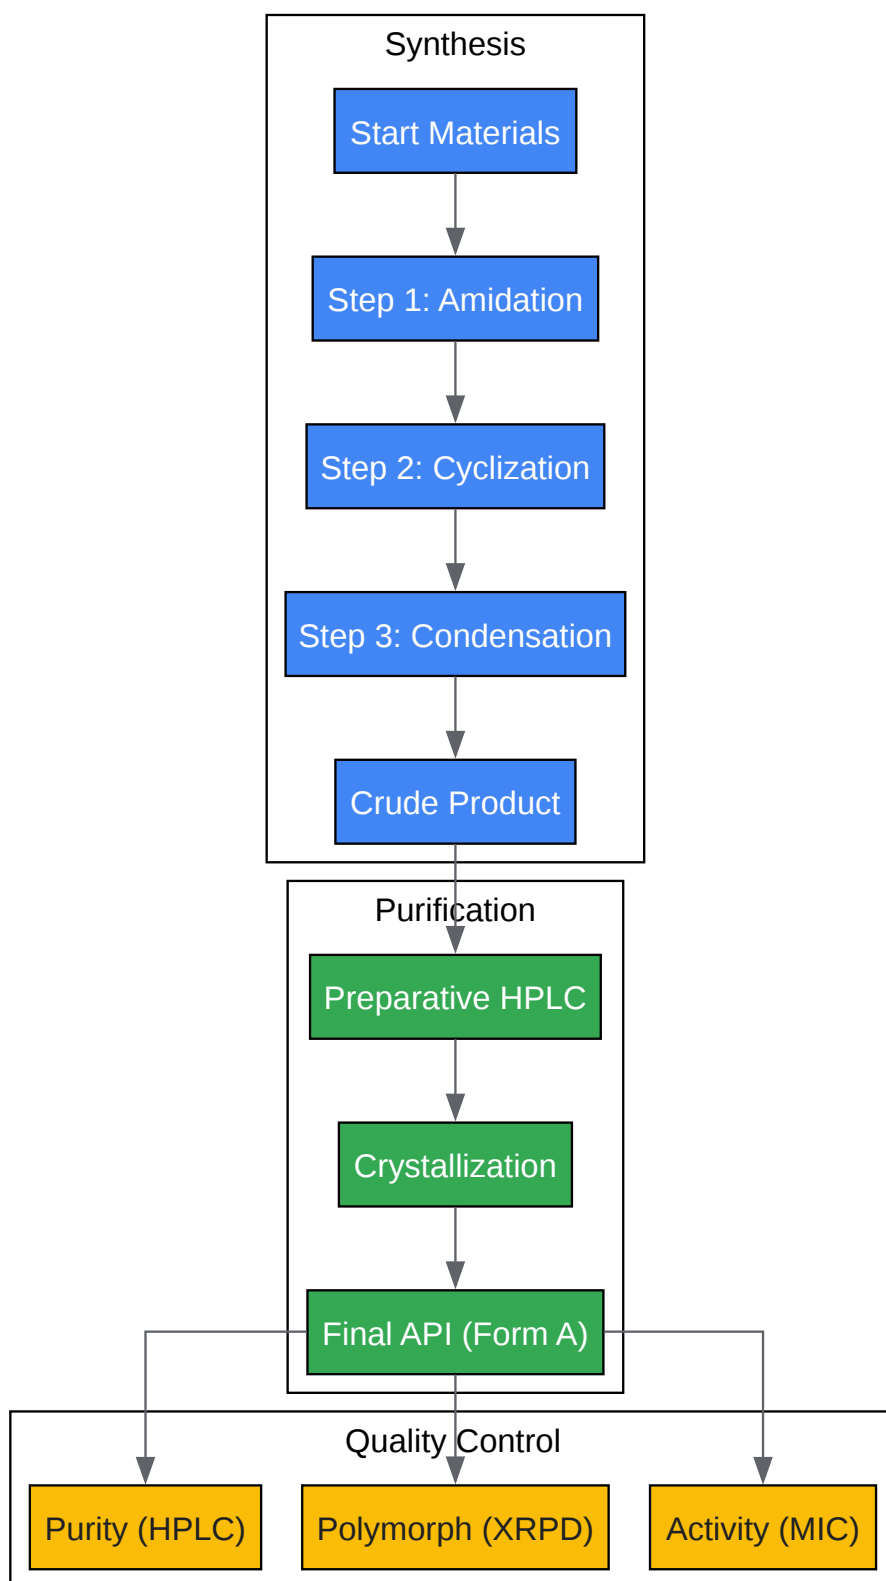 Synthesis
Start Materials
Step 1: Amidation
Step 2: Cyclization
Step 3: Condensation
Crude Product
Purification
Preparative HPLC
Crystallization
Final API (Form A)
Quality Control
Purity (HPLC)
Polymorph (XRPD)
Activity (MIC)